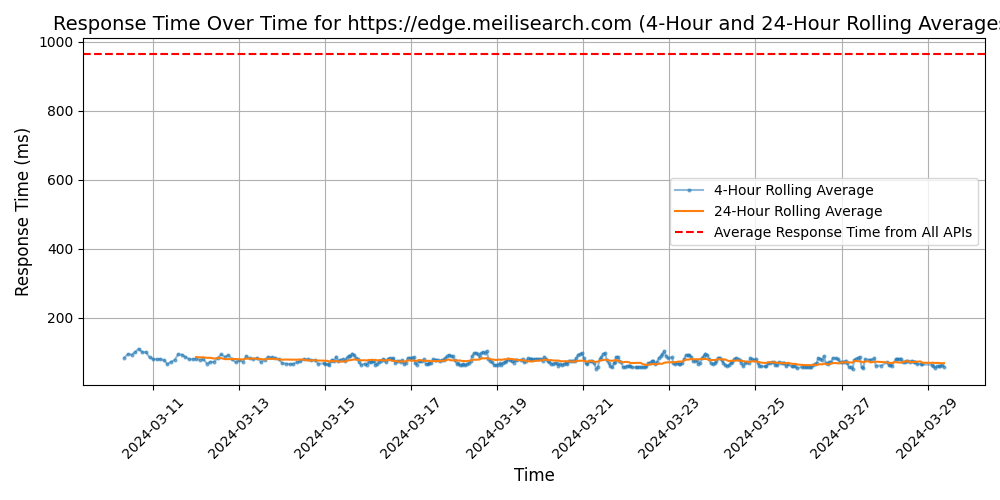 Response Time Over Time for https://edge.meilisearch.com (4-Hour and 24-Hour Rolling Averages
1000
800
600
400
200
Response Time (ms)
4-Hour Rolling Average
24-Hour Rolling Average
Average Response Time from All APIs
2024-03-11
2024-03-13
2024-03-15
2024-03-17
2024-03-19
2024-03-21
2024-03-23
2024-03-25
2024-03-27
2024-03-29
Time